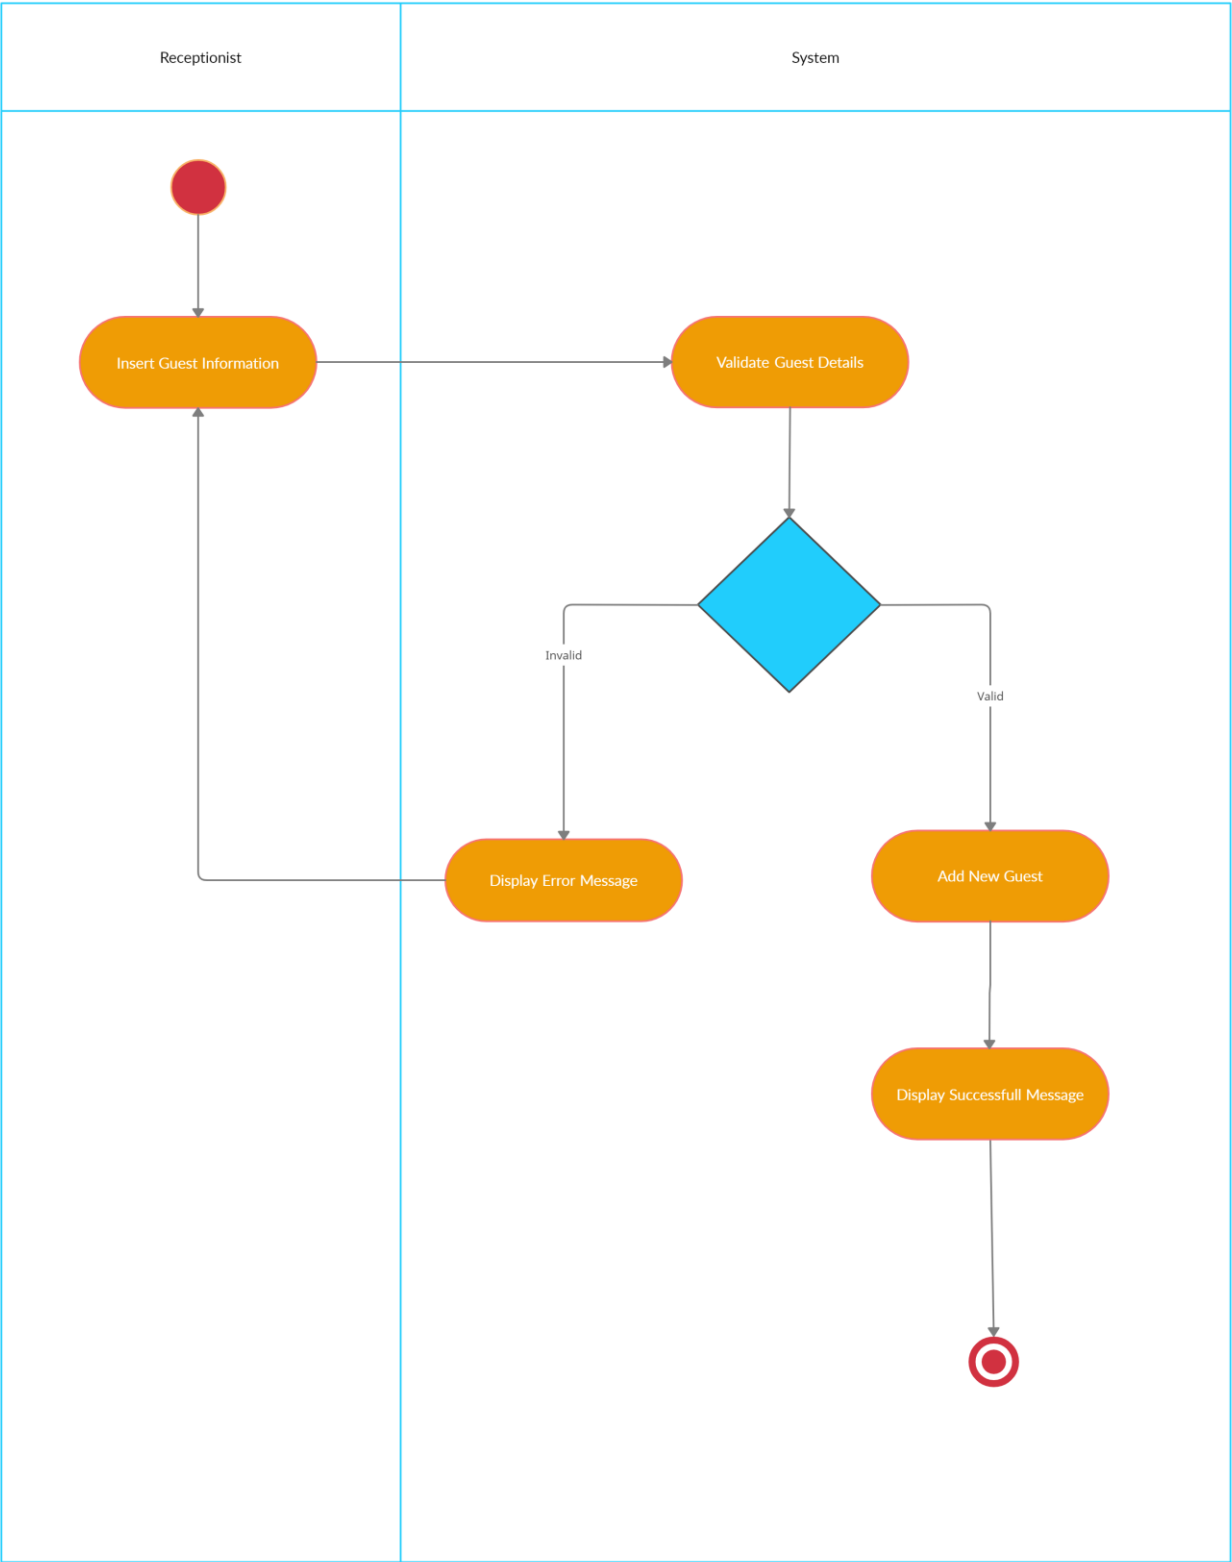 Receptionist
System
Insert Guest Information
Validate Guest Details
Invalid
Valid
Display Error Message
Add New Guest
Display Successfull Message